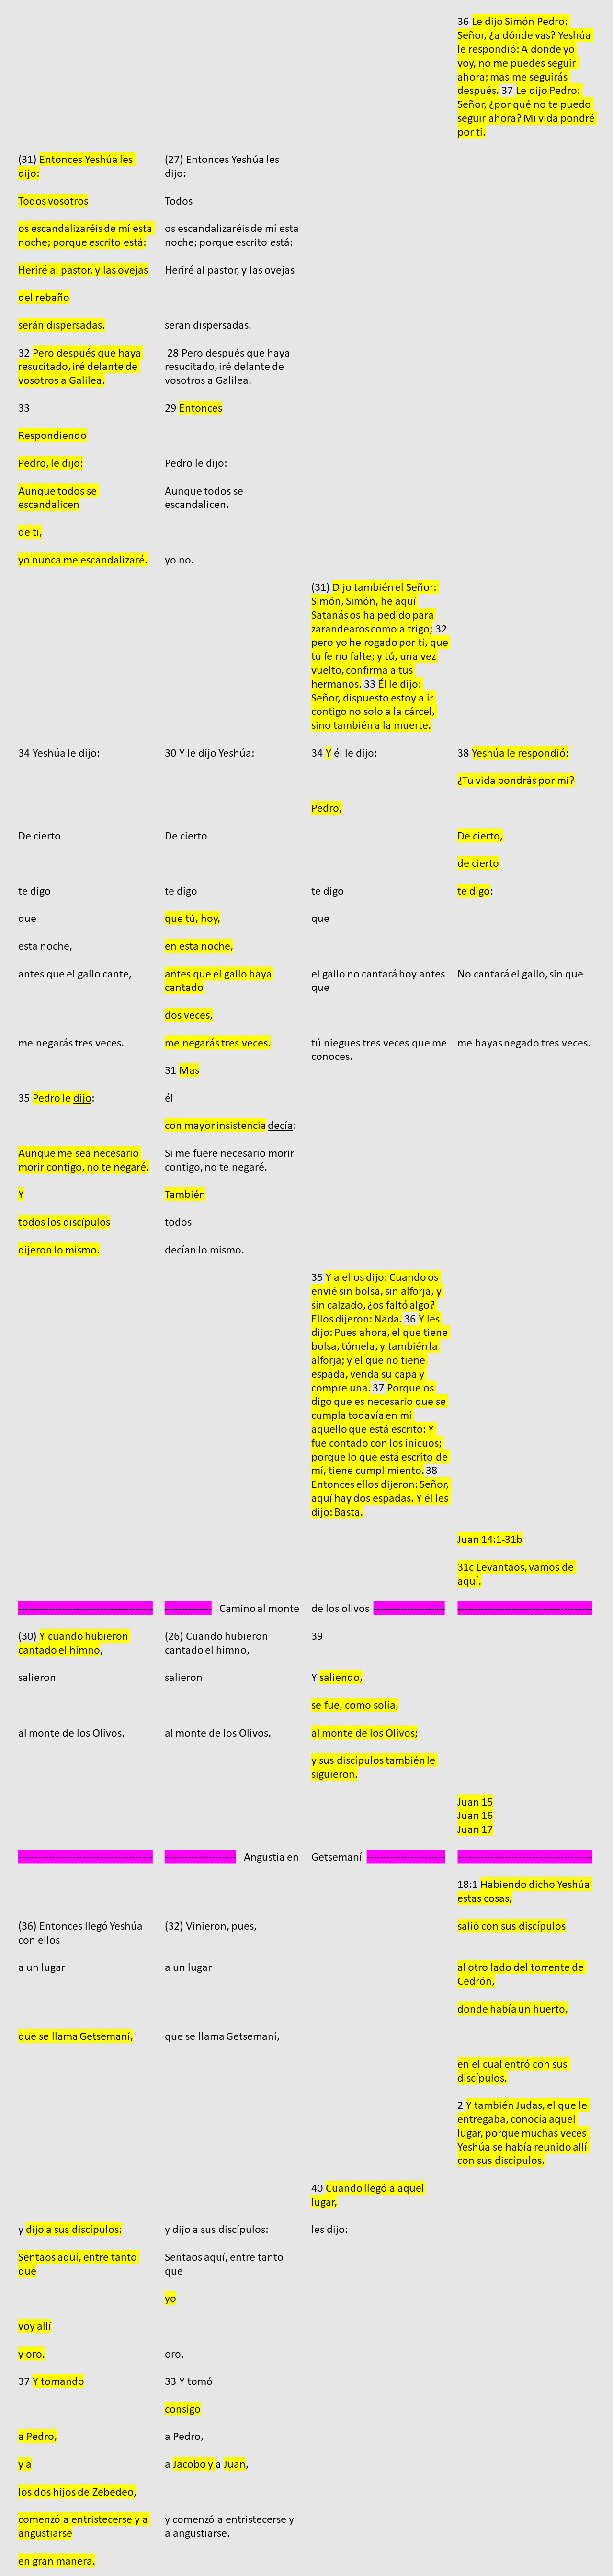 36 Le dijo Simón Pedro:
Señor, ¿a dónde vas? Yeshúa
le respondió: A donde yo
voy, no me puedes seguir
ahora; mas me seguirás
después. 37 Le dijo Pedro:
Señor, ¿por qué no te puedo
seguir ahora? Mi vida pondré
por ti.
(31) Entonces Yeshúa les
dijo:
(27) Entonces Yeshúa les
dijo:
Todos vosotros
Todos
os escandalizaréis de mí esta
noche; porque escrito está:
os escandalizaréis de mí esta
noche; porque escrito está:
Heriré al pastor, y las ovejas
Heriré al pastor, y las ovejas
del rebaño
serán dispersadas.
serán dispersadas.
32 Pero después que haya
resucitado, iré delante de
vosotros a Galilea.
28 Pero después que haya
resucitado, iré delante de
vosotros a Galilea.
33
29 Entonces
Respondiendo
Pedro, le dijo:
Pedro le dijo:
Aunque todos se
escandalicen
Aunque todos se
escandalicen,
de ti,
yo nunca me escandalizaré.
yo no.
(31) Dijo también el Señor:
Simón, Simón, he aquí
Satanás os ha pedido para
zarandearos como a trigo; 32
pero yo he rogado por ti, que
tu fe no falte; y tú, una vez
vuelto, confirma a tus
hermanos. 33 Él le dijo:
Señor, dispuesto estoy a ir
contigo no solo a la cárcel,
sino también a la muerte.
34 Yeshúa le dijo:
30 Y le dijo Yeshúa:
34 Y él le dijo:
38 Yeshúa le respondió:
¿Tu vida pondrás por mí?
Pedro,
De cierto
De cierto
De cierto,
de cierto
te digo
te digo
te digo
te digo:
que
que tú, hoy,
que
esta noche,
en esta noche,
antes que el gallo cante,
antes que el gallo haya
cantado
el gallo no cantará hoy antes
que
No cantará el gallo, sin que
dos veces,
me negarás tres veces.
me negarás tres veces.
tú niegues tres veces que me
conoces.
me hayas negado tres veces.
31 Mas
35 Pedro le dijo:
él
con mayor insistencia decía:
Aunque me sea necesario
morir contigo, no te negaré.
Si me fuere necesario morir
contigo, no te negaré.
Y
También
todos los discípulos
todos
dijeron lo mismo.
decían lo mismo.
35 Y a ellos dijo: Cuando os
envié sin bolsa, sin alforja, y
sin calzado, ¿os faltó algo?
Ellos dijeron: Nada. 36 Y les
dijo: Pues ahora, el que tiene
bolsa, tómela, y también la
alforja; y el que no tiene
espada, venda su capa y
compre una. 37 Porque os
digo que es necesario que se
cumpla todavía en mí
aquello que está escrito: Y
fue contado con los inicuos;
porque lo que está escrito de
mí, tiene cumplimiento. 38
Entonces ellos dijeron: Señor,
aquí hay dos espadas. Y él les
dijo: Basta.
Juan 14:1-31b
31c Levantaos, vamos de
aquí.
Camino al monte de los olivos
(30) Y cuando hubieron
cantado el himno,
(26) Cuando hubieron
cantado el himno,
39
salieron
salieron
Y saliendo,
se fue, como solía,
al monte de los Olivos.
al monte de los Olivos.
al monte de los Olivos;
y sus discípulos también le
siguieron.
Juan 15
Juan 16
Juan 17
Angustia en Getsemaní
18:1 Habiendo dicho Yeshúa
estas cosas,
(36) Entonces llegó Yeshúa
con ellos
(32) Vinieron, pues,
salió con sus discípulos
a un lugar
a un lugar
al otro lado del torrente de
Cedrón,
donde había un huerto,
que se llama Getsemaní,
que se llama Getsemaní,
en el cual entró con sus
discípulos.
2 Y también Judas, el que le
entregaba, conocía aquel
lugar, porque muchas veces
Yeshúa se había reunido allí
con sus discípulos.
40 Cuando llegó a aquel
lugar,
y dijo a sus discípulos:
y dijo a sus discípulos:
les dijo:
Sentaos aquí, entre tanto
que
Sentaos aquí, entre tanto
que
yo
voy allí
y oro.
oro.
37 Y tomando
33 Y tomó
consigo
a Pedro,
a Pedro,
y a
a Jacobo y a Juan,
los dos hijos de Zebedeo,
comenzó a entristecerse y a
angustiarse
y comenzó a entristecerse y
a angustiarse.
en gran manera.